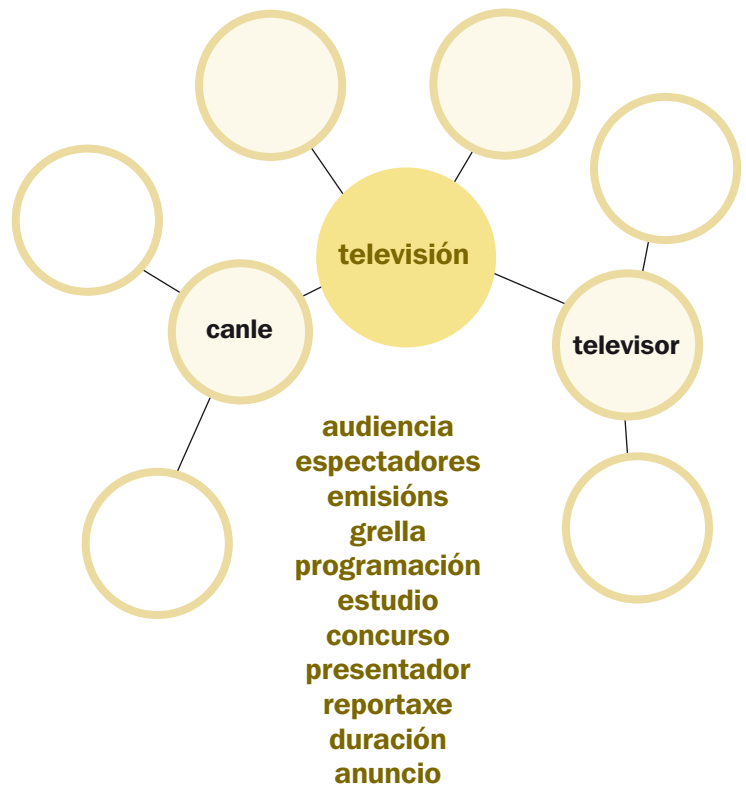 televisión
canle
televisor
audiencia
espectadores
emisións
grella
programación
estudio
concurso
presentador
reportaxe
duración
anuncio